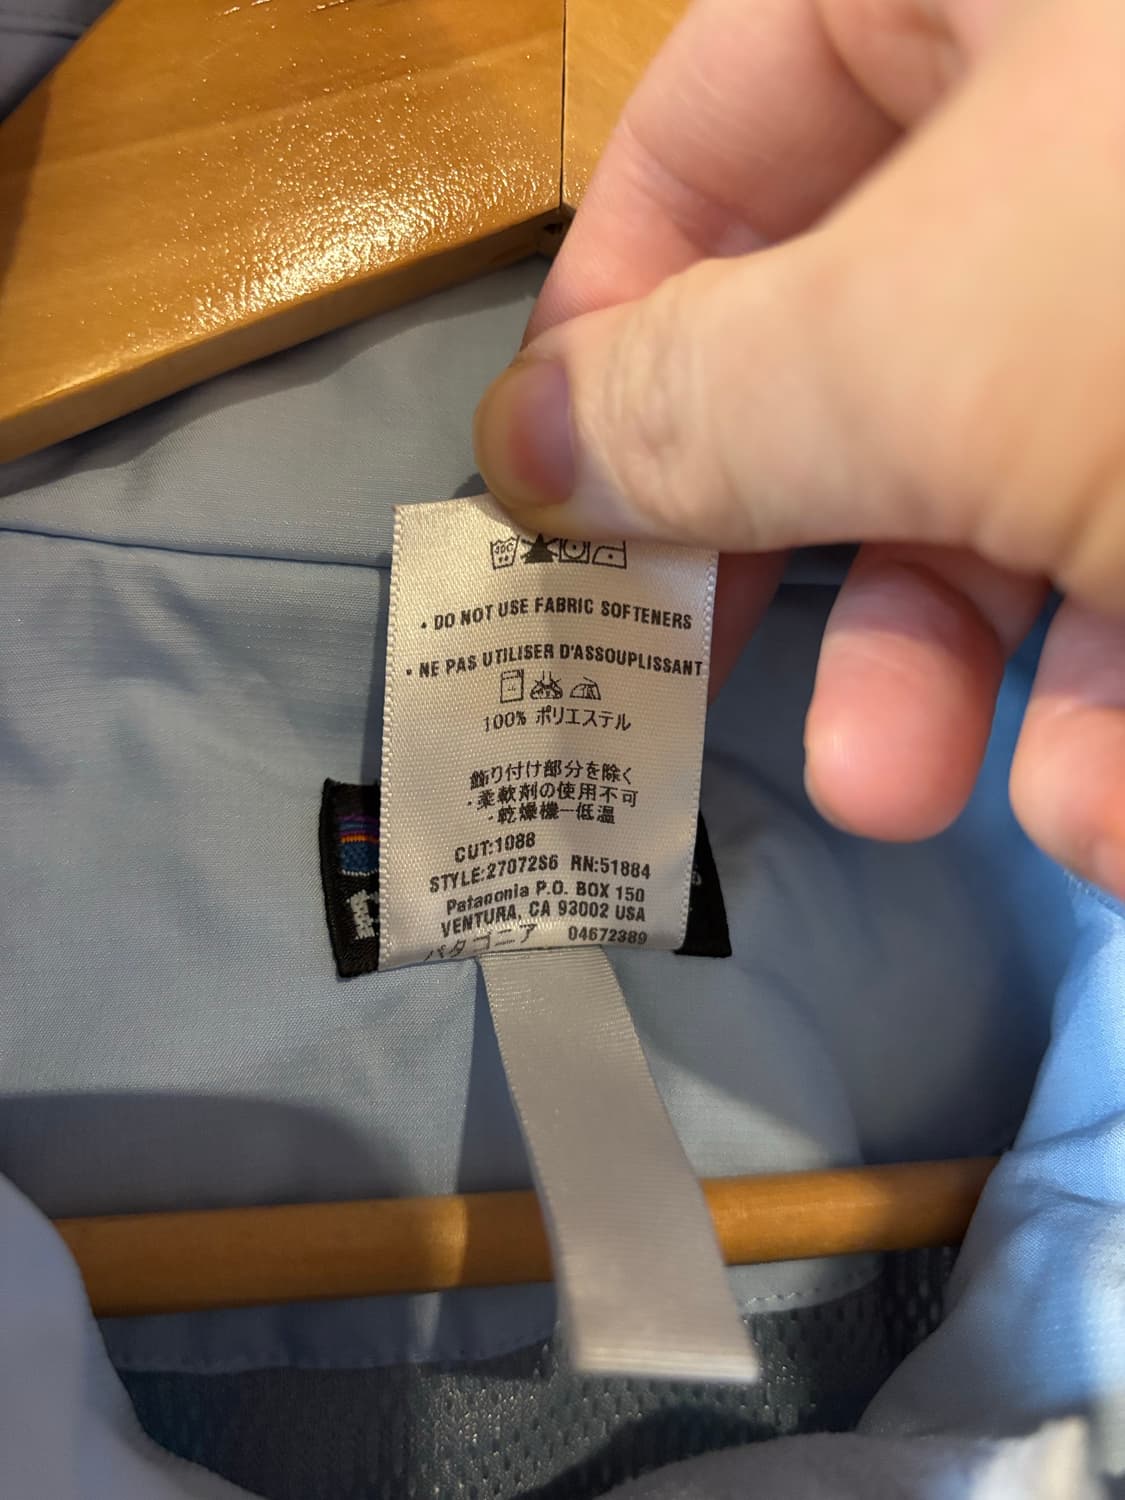 30C
• DO NOT USE FABRIC SOFTENERS
• NE PAS UTILISER D'ASSOUPLISSANT
100% ポリエステル
飾り付け部分を除く
・柔軟剤の使用不可
・乾燥機ー低温
CUT:1088
STYLE:27072S6 RN:51884
Patagonia P.O. BOX 150
VENTURA, CA 93002 USA
パタゴニア 04672389